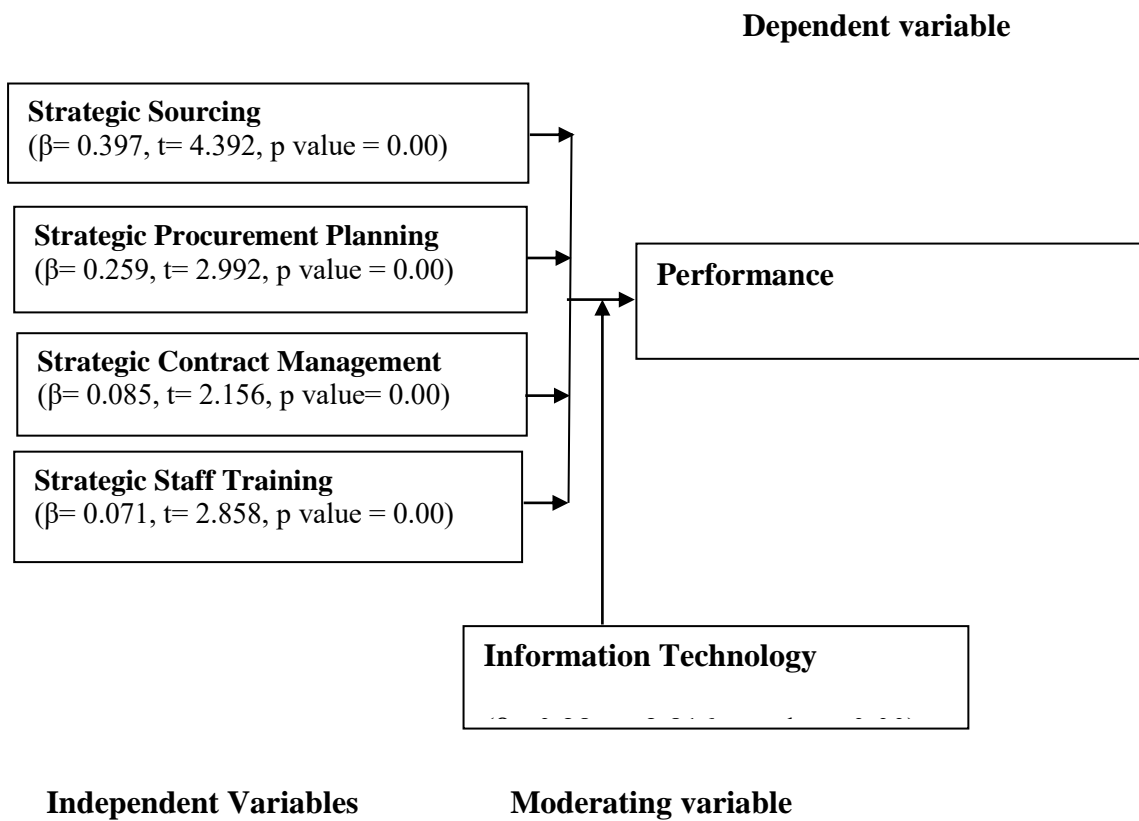 Dependent variable
Strategic Sourcing
(β= 0.397, t= 4.392, p value = 0.00)
Strategic Procurement Planning
(β= 0.259, t= 2.992, p value = 0.00)
Performance
Strategic Contract Management
(β= 0.085, t= 2.156, p value= 0.00)
Strategic Staff Training
(β= 0.071, t= 2.858, p value = 0.00)
Information Technology
Independent Variables
Moderating variable